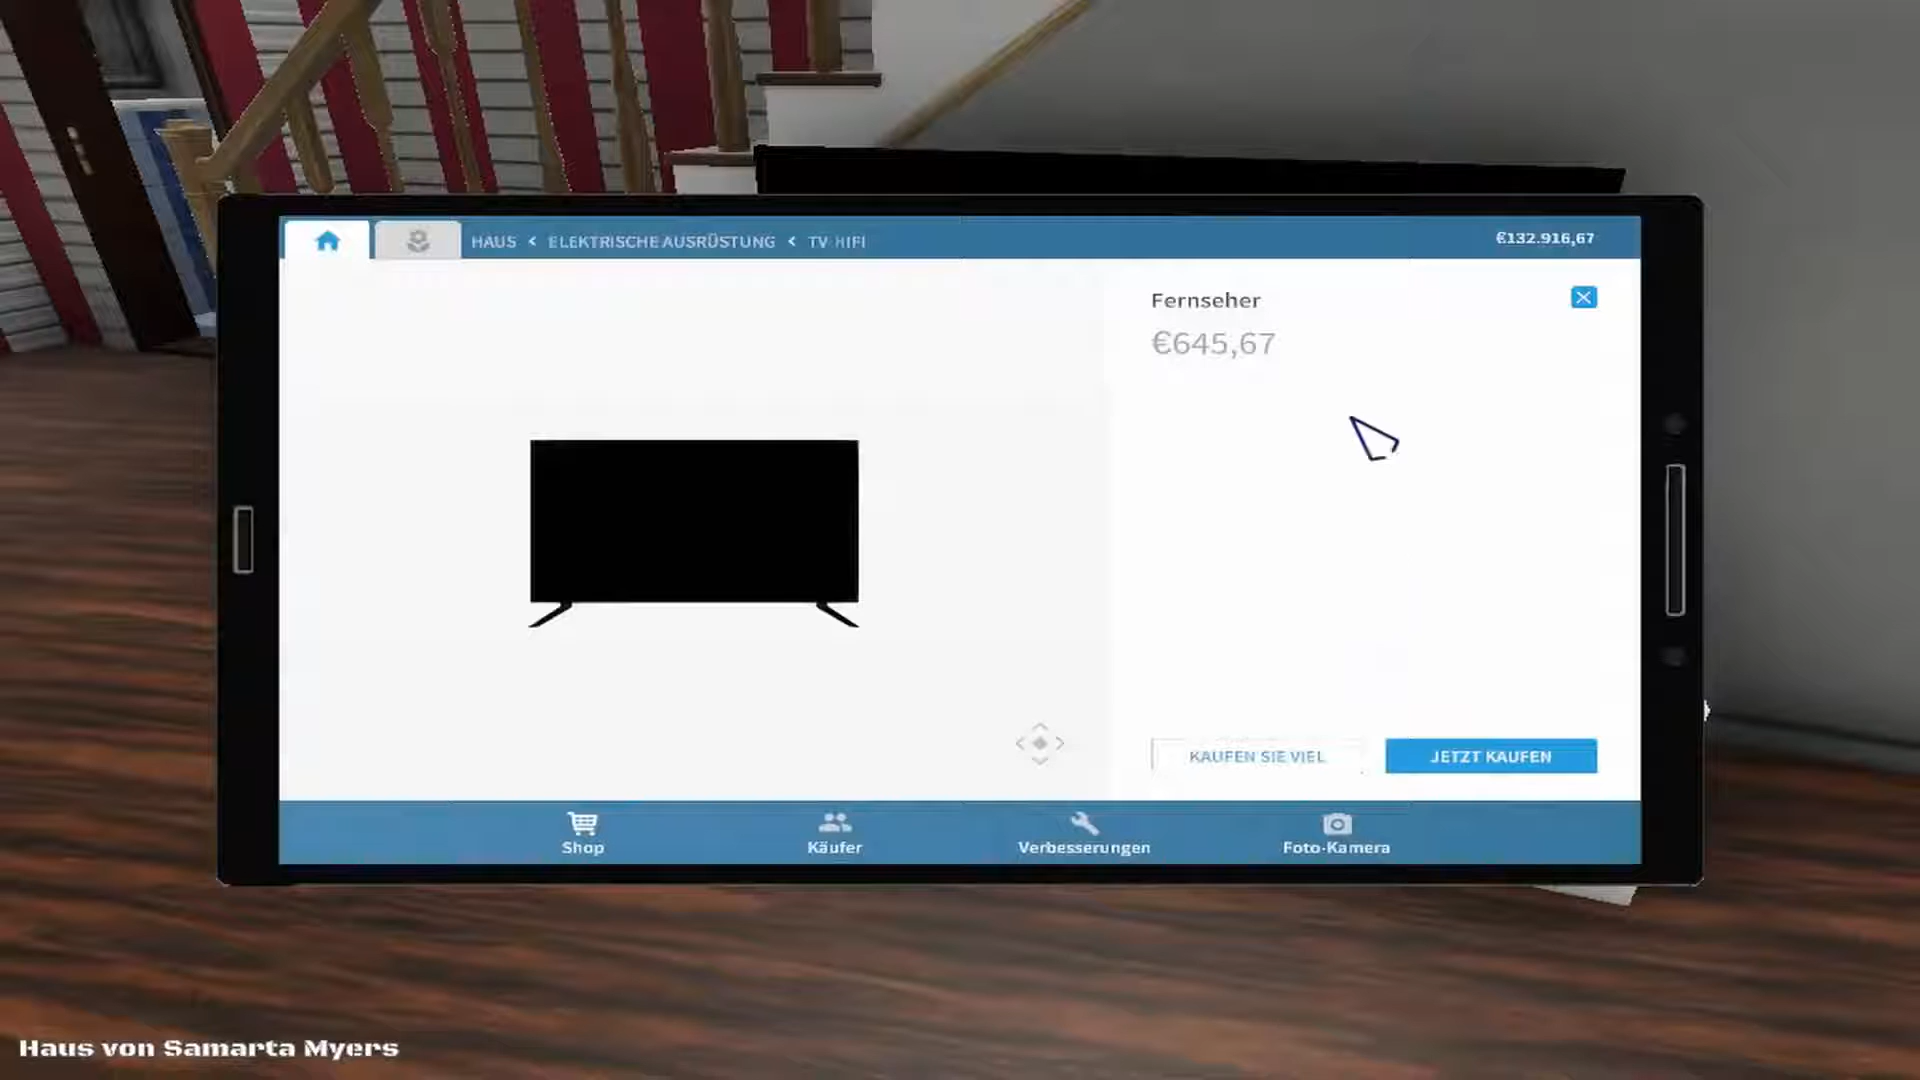 HAUS < ELEKTRISCHE AUSRÜSTUNG < TV HIFI
€132.916,67
Fernseher
€645,67
KAUFEN SIE VIEL
JETZT KAUFEN
Shop
Käufer
Verbesserungen
Foto-Kamera
Haus von Samarta Myers